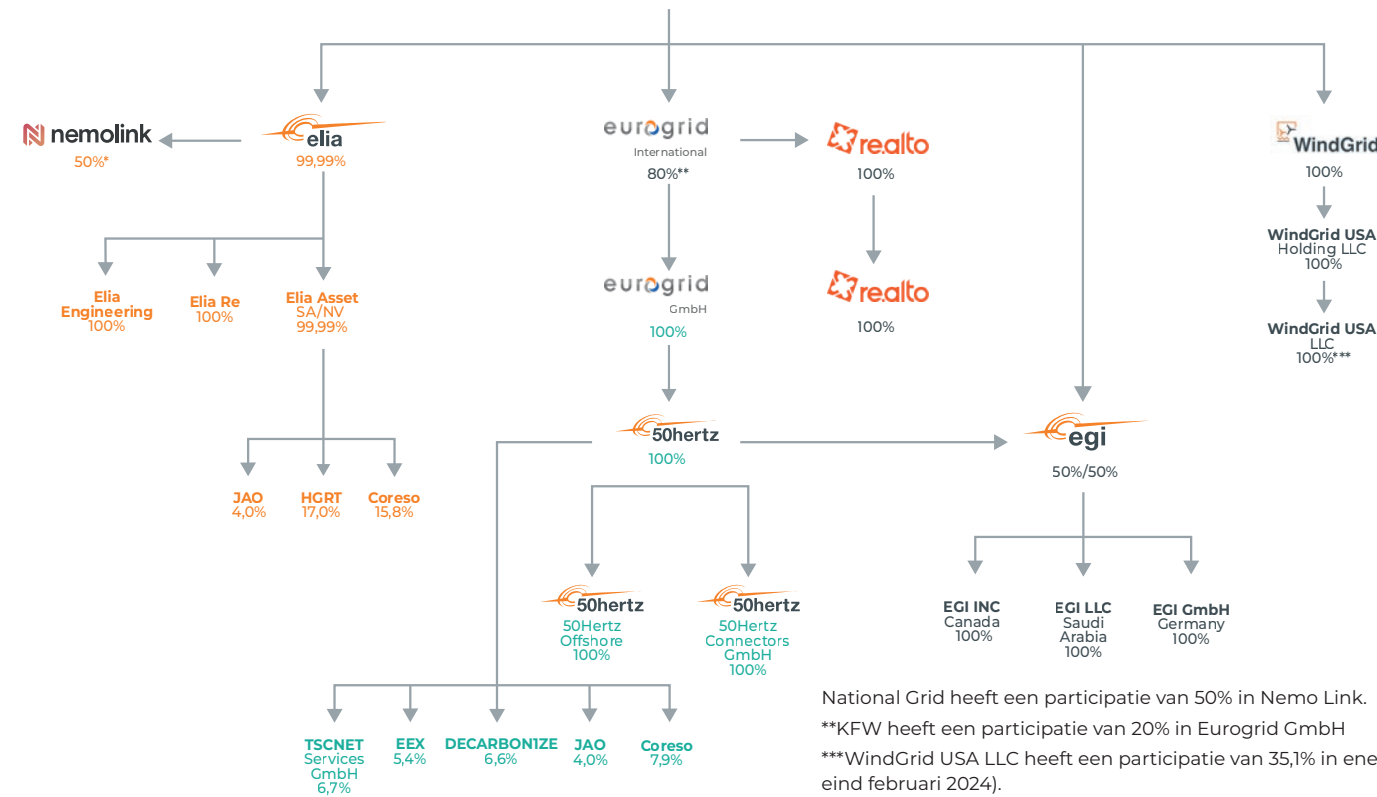 nemolink
50%*
elia
99,99%
eurogrid
International
80%**
re.alto
100%
WindGrid
100%
WindGrid USA
Holding LLC
100%
WindGrid USA
LLC
100%***
Elia
Engineering
100%
Elia Re
100%
Elia Asset
SA/NV
99,99%
eurogrid
GmbH
100%
re.alto
100%
50hertz
100%
egi
50%/50%
JAO
4,0%
HGRT
17,0%
Coreso
15,8%
50hertz
50Hertz
Offshore
100%
50hertz
50Hertz
Connectors
GmbH
100%
EGI INC
Canada
100%
EGI LLC
Saudi
Arabia
100%
EGI GmbH
Germany
100%
TSCNET
Services
GmbH
6,7%
EEX
5,4%
DECARBON1ZE
6,6%
JAO
4,0%
Coreso
7,9%
National Grid heeft een participatie van 50% in Nemo Link.
**KFW heeft een participatie van 20% in Eurogrid GmbH
***WindGrid USA LLC heeft een participatie van 35,1% in ene
eind februari 2024).